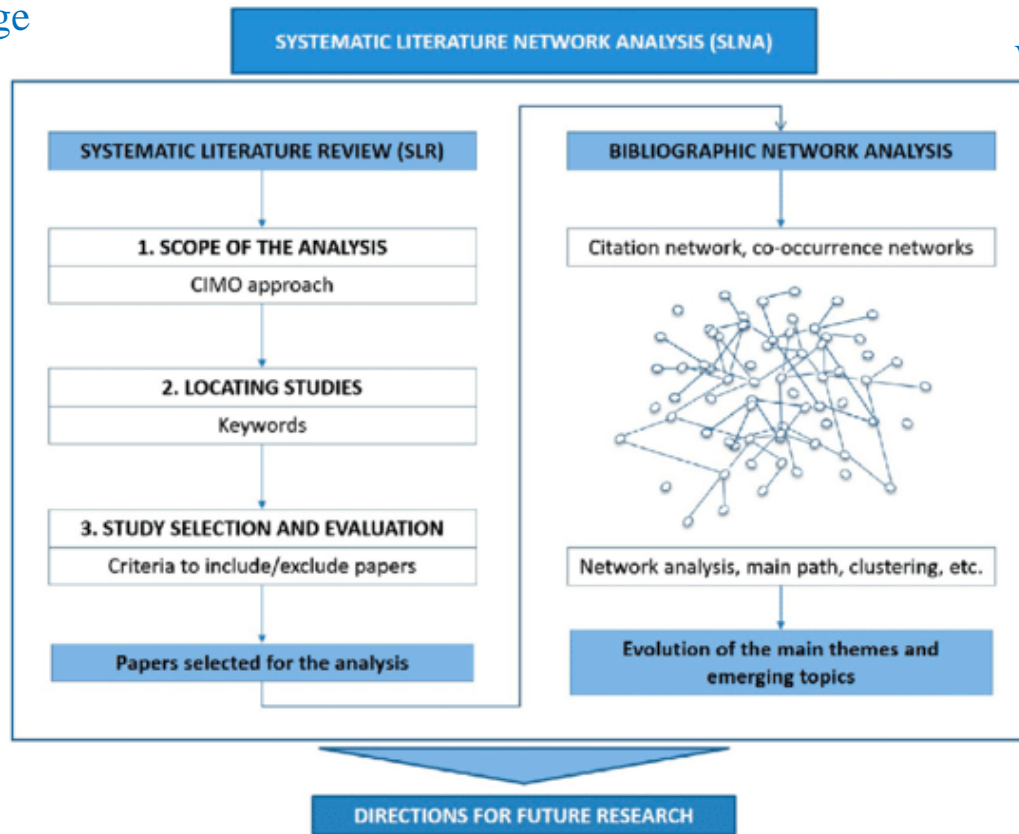 ge
SYSTEMATIC LITERATURE NETWORK ANALYSIS (SLNA)
SYSTEMATIC LITERATURE REVIEW (SLR)
1. SCOPE OF THE ANALYSIS
CIMO approach
2. LOCATING STUDIES
Keywords
3. STUDY SELECTION AND EVALUATION
Criteria to include/exclude papers
Papers selected for the analysis
BIBLIOGRAPHIC NETWORK ANALYSIS
Citation network, co-occurrence networks
Network analysis, main path, clustering, etc.
Evolution of the main themes and
emerging topics
DIRECTIONS FOR FUTURE RESEARCH